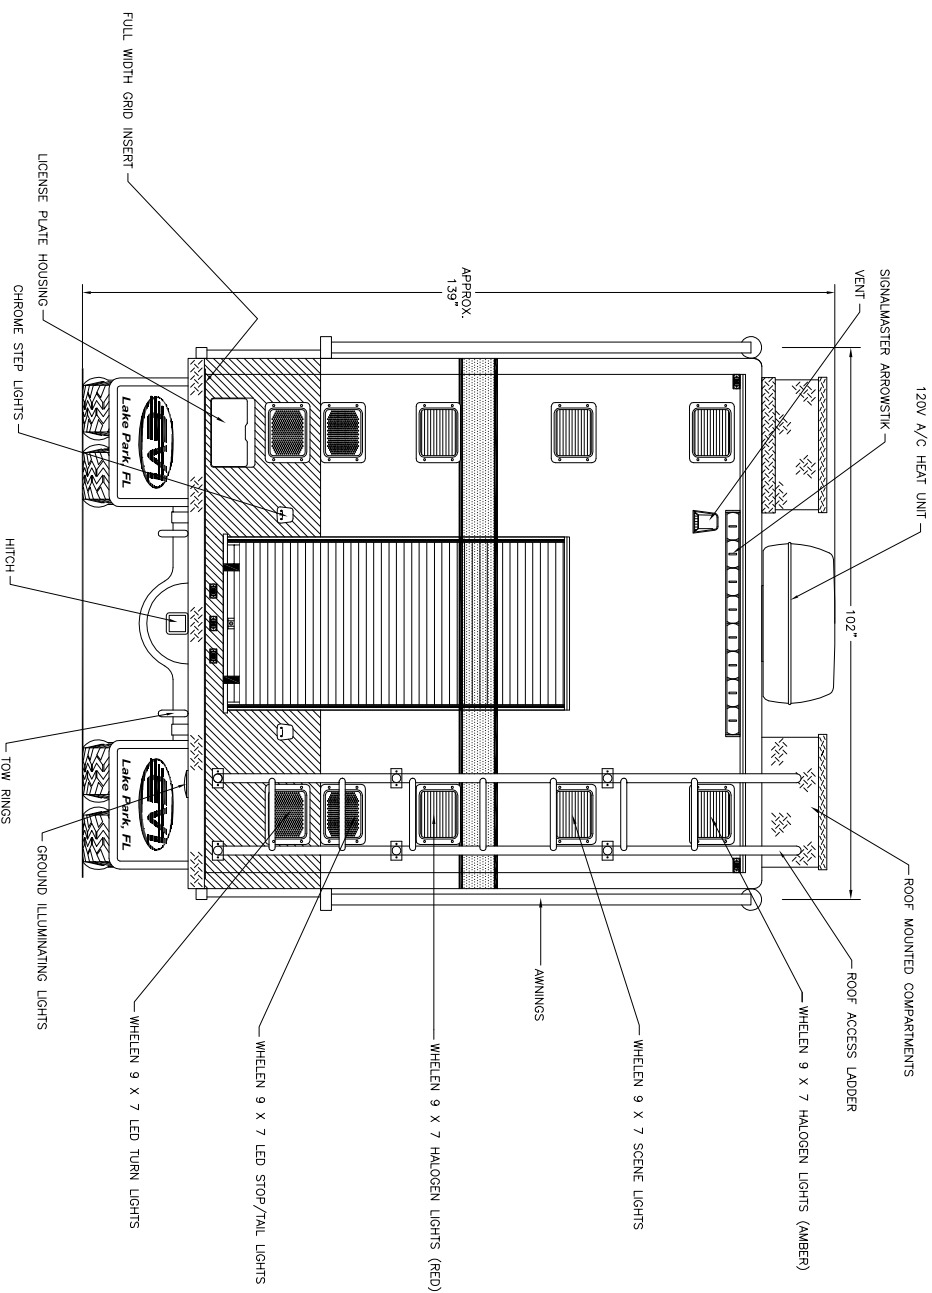 120V A/C HEAT UNIT
SIGNALMASTER ARROWSTIK
VENT
102"
APPROX.
139"
FULL WIDTH GRID INSERT
LICENSE PLATE HOUSING
CHROME STEP LIGHTS
HITCH
TOW RINGS
GROUND ILLUMINATING LIGHTS
ROOF MOUNTED COMPARTMENTS
ROOF ACCESS LADDER
WHELEN 9 X 7 HALOGEN LIGHTS (AMBER)
WHELEN 9 X 7 SCENE LIGHTS
AWNINGS
WHELEN 9 X 7 HALOGEN LIGHTS (RED)
WHELEN 9 X 7 LED STOP/TAIL LIGHTS
WHELEN 9 X 7 LED TURN LIGHTS
Lake Park, FL
Lake Park, FL